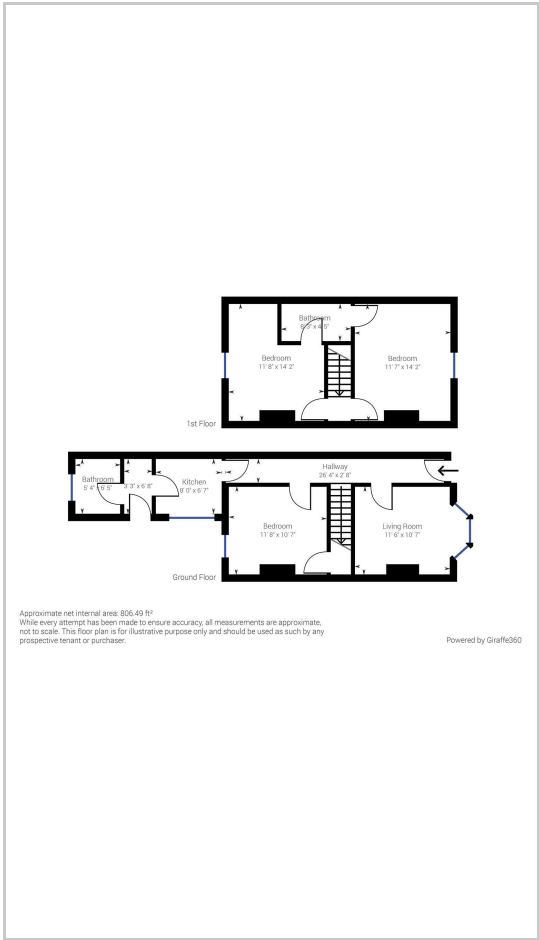 Bathroom
6' 3" x 4' 5"
Bedroom
11' 8" x 14' 2"
Bedroom
11' 7" x 14' 2"
1st Floor
Hallway
26' 4" x 2' 8"
Bathroom
5' 4" x 6' 5"
3' 3" x 6' 8"
Kitchen
8' 0" x 6' 7"
Bedroom
11' 8" x 10' 7"
Living Room
11' 6" x 10' 7"
Ground Floor
Approximate net internal area: 806.49 ft²
While every attempt has been made to ensure accuracy, all measurements are approximate,
not to scale. This floor plan is for illustrative purpose only and should be used as such by any
prospective tenant or purchaser.
Powered by Giraffe360